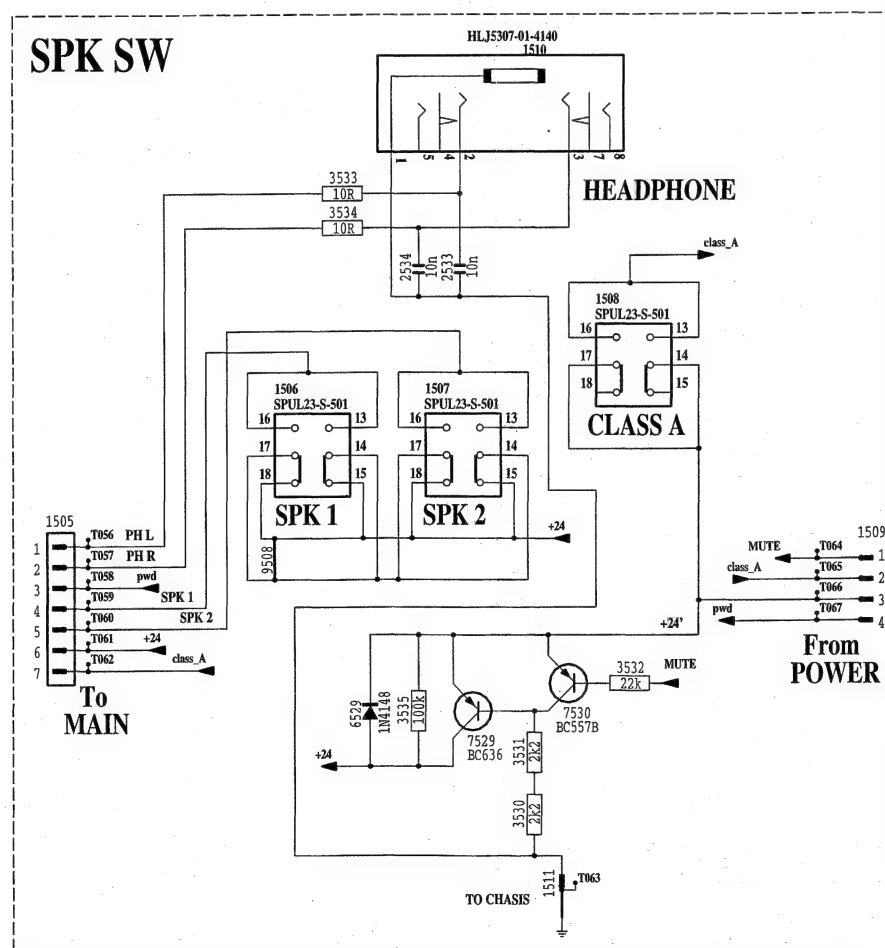 SPK SW
HLJ5307-01-4140
1510
1 5 4 2 3 7 8
HEADPHONE
3533
10R
3534
10R
2534
10n
2533
10n
class_A
1508
SPUL23-S-501
16 13
17 14
18 15
CLASS A
1506
SPUL23-S-501
16 13
17 14
18 15
SPK 1
1507
SPUL23-S-501
16 13
17 14
18 15
SPK 2
+24
9508
1505
1 T056 PH L
2 T057 PH R
3 T058 pwd
4 T059 SPK 1
5 T060 SPK 2
6 T061 +24
7 T062 class_A
To
MAIN
1509
MUTE T064 1
class_A T065 2
T066 3
pwd T067 4
From
POWER
+24'
6529
1N4148
3535
100k
+24
7529
BC636
7530
BC557B
3532
22k
MUTE
3531
2k2
3530
2k2
1511
T063
TO CHASIS